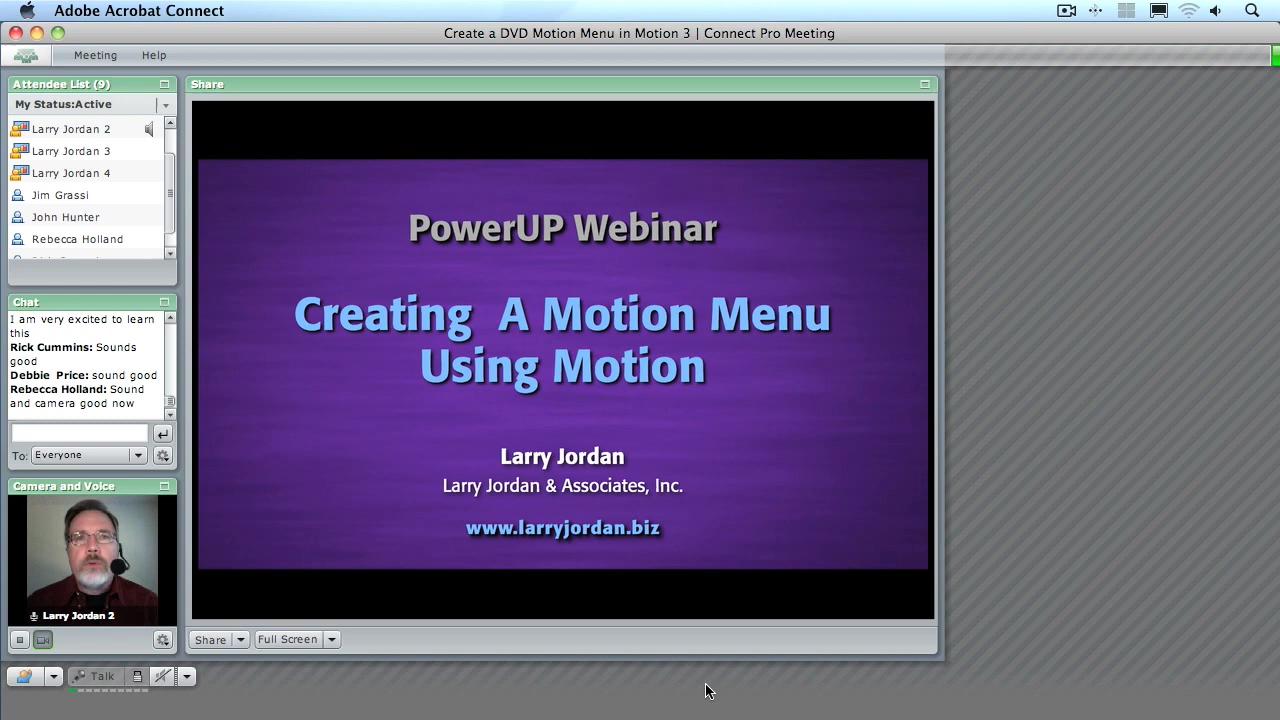 Adobe Acrobat Connect
Create a DVD Motion Menu in Motion 3 | Connect Pro Meeting
Meeting Help
Attendee List (9)
My Status:Active
Larry Jordan 2
Larry Jordan 3
Larry Jordan 4
Jim Grassi
John Hunter
Rebecca Holland
Chat
I am very excited to learn
this
Rick Cummins: Sounds
good
Debbie Price: sound good
Rebecca Holland: Sound
and camera good now
To: Everyone
Camera and Voice
Larry Jordan 2
Share
PowerUP Webinar
Creating A Motion Menu
Using Motion
Larry Jordan
Larry Jordan & Associates, Inc.
www.larryjordan.biz
Share Full Screen
Talk